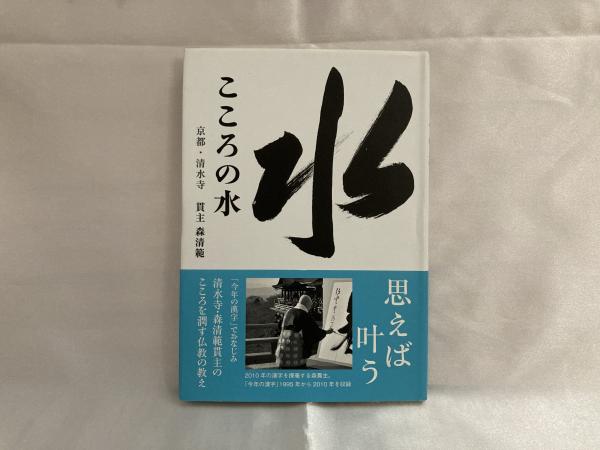 水
こころの水
京都・清水寺 貫主 森清範
思えば
叶う
「今年の漢字」でおなじみ
清水寺・森清範貫主の
こころを潤す仏教の教え
2010年の漢字を揮毫する森貫主。
「今年の漢字」1995年から2010年を収録